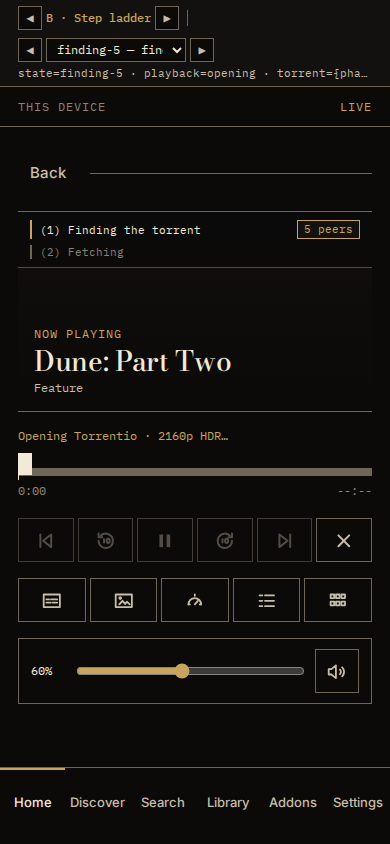 B · Step ladder
finding-5 — fin
state=finding-5 · playback=opening · torrent={pha…
THIS DEVICE
LIVE
Back
(1) Finding the torrent
5 peers
(2) Fetching
NOW PLAYING
Dune: Part Two
Feature
Opening Torrentio · 2160p HDR…
0:00
--:--
10
10
60%
Home Discover Search Library Addons Settings